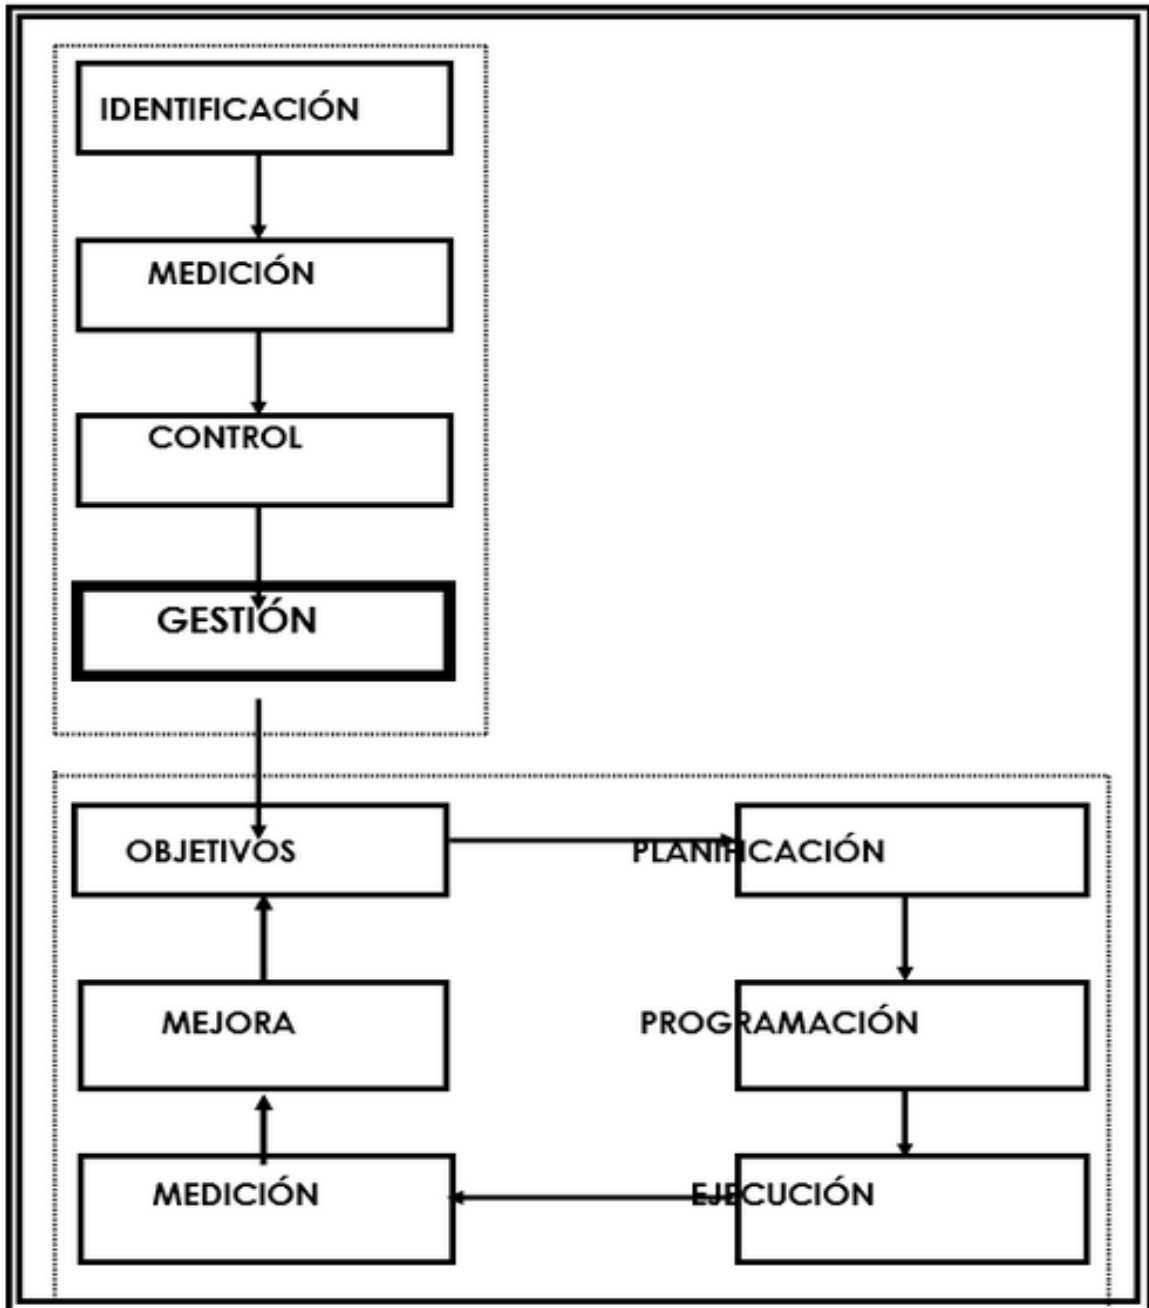 IDENTIFICACIÓN
MEDICIÓN
CONTROL
GESTIÓN
OBJETIVOS
PLANIFICACIÓN
MEJORA
PROGRAMACIÓN
MEDICIÓN
EJECUCIÓN